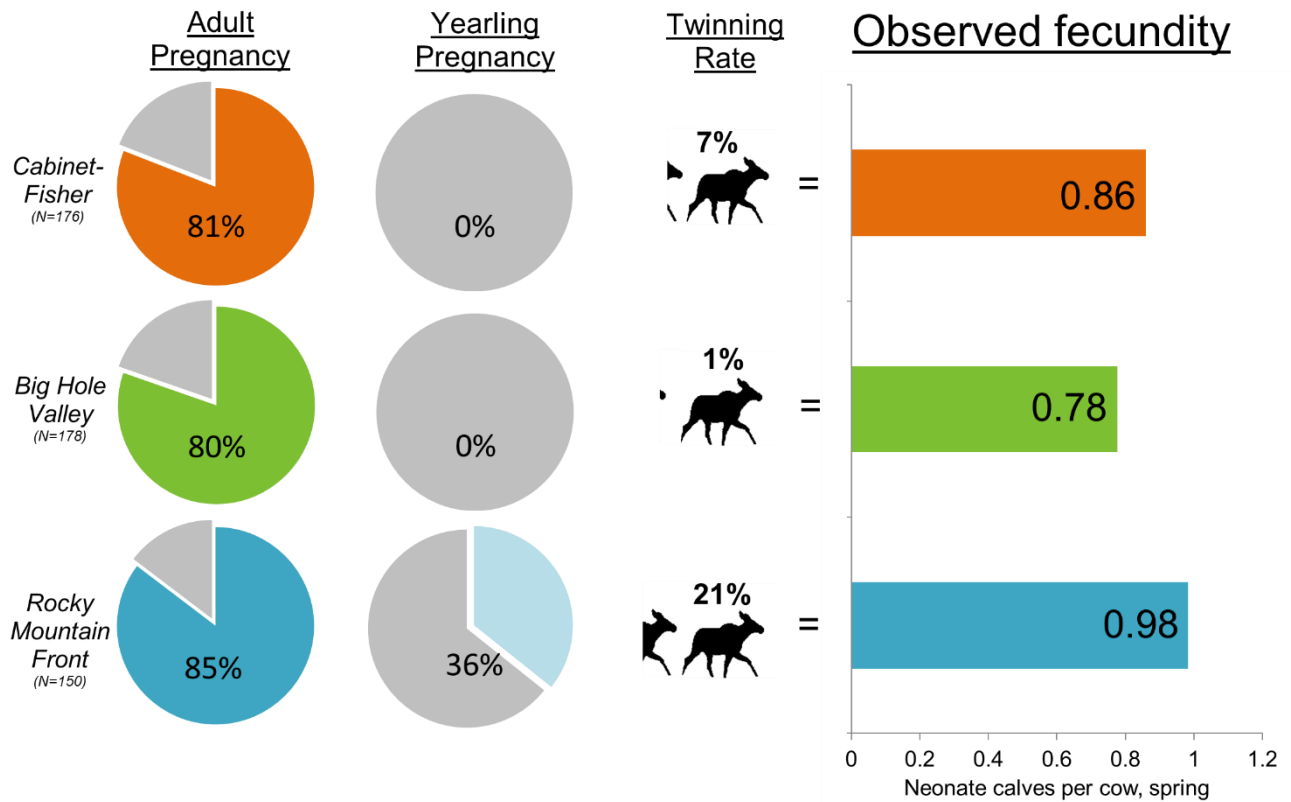 Adult
Pregnancy
Yearling
Pregnancy
Twinning
Rate
Observed fecundity
Cabinet-
Fisher
(N=176)
81%
0%
7%
=
0.86
Big Hole
Valley
(N=178)
80%
0%
1%
=
0.78
Rocky
Mountain
Front
(N=150)
85%
36%
21%
=
0.98
0 0.2 0.4 0.6 0.8 1 1.2
Neonate calves per cow, spring